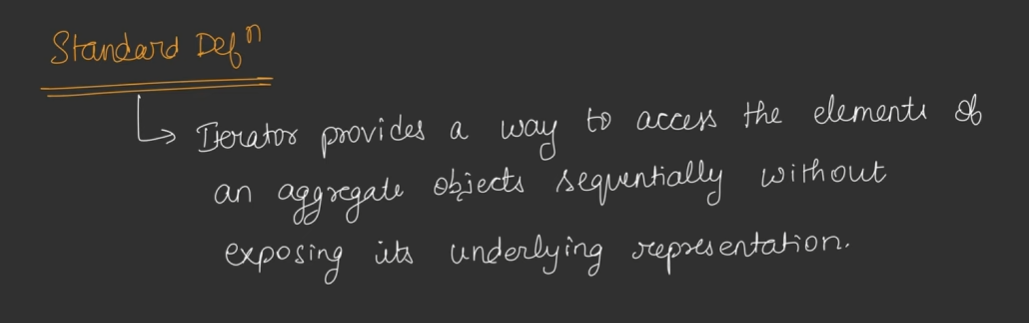 Standard Defⁿ
↳ Iterator provides a way to access the elements of
an aggregate objects sequentially without
exposing its underlying representation.